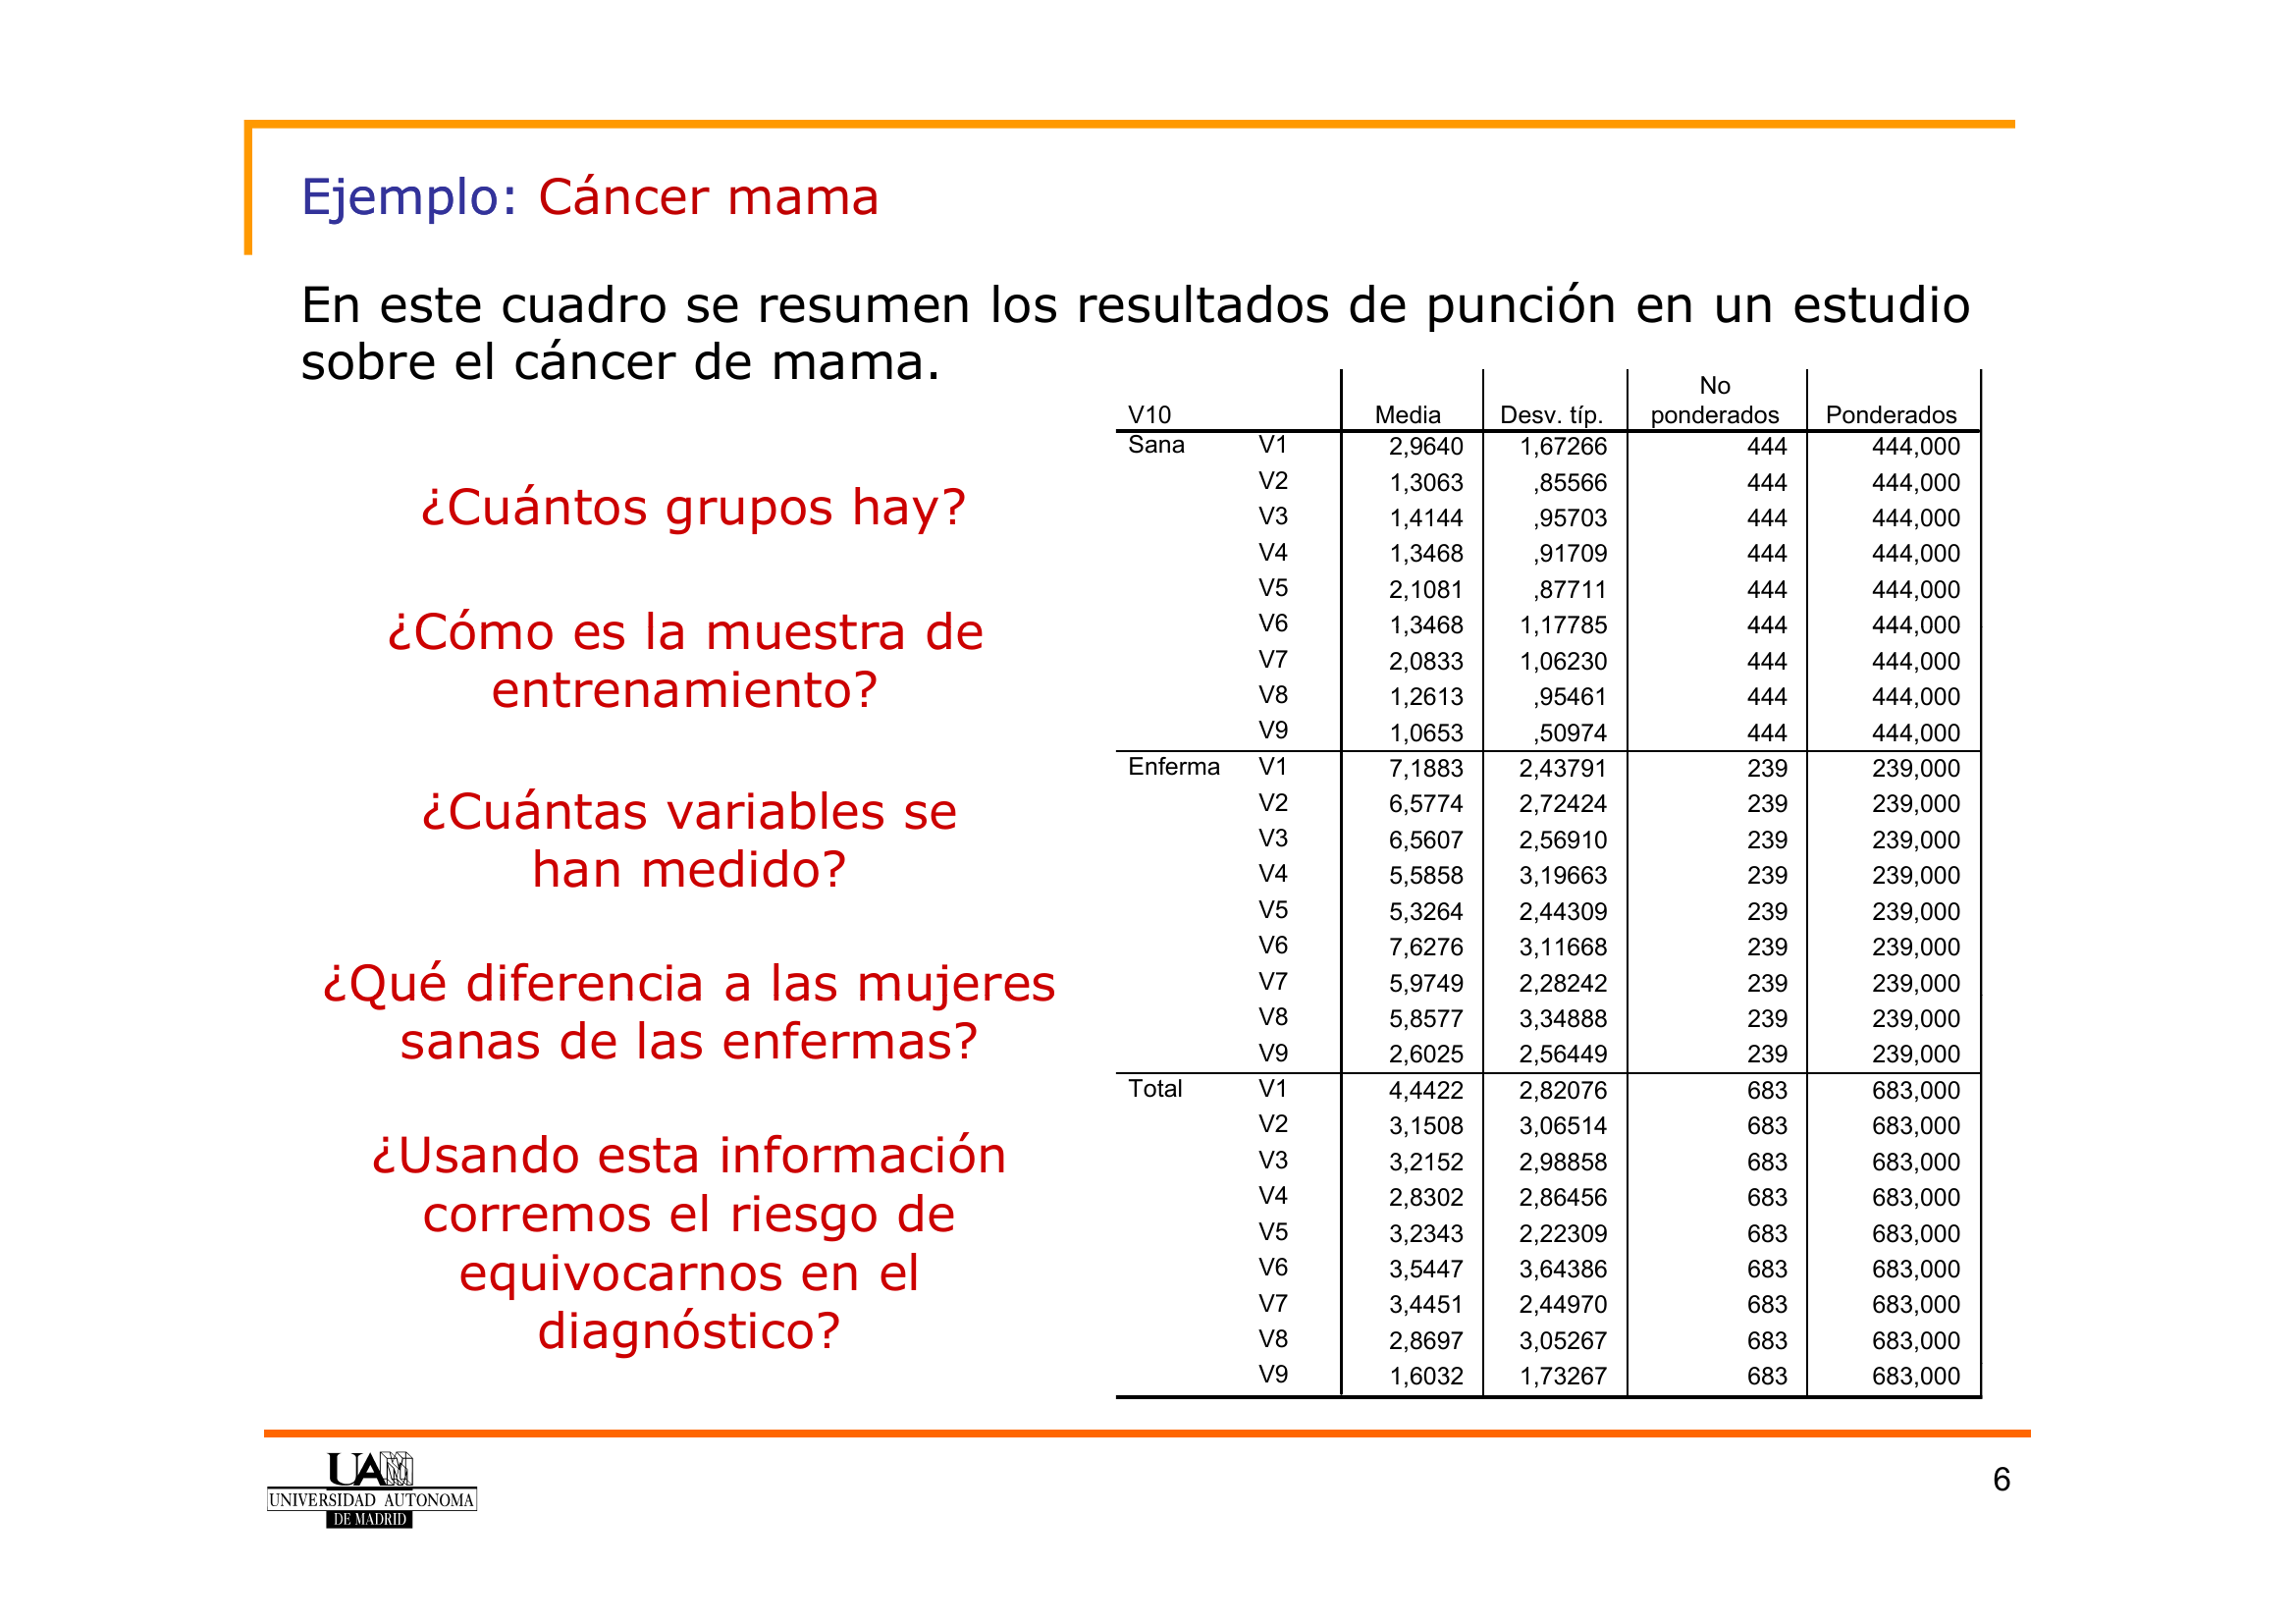 Ejemplo: Cáncer mama
En este cuadro se resumen los resultados de punción en un estudio
sobre el cáncer de mama.
¿Cuántos grupos hay?
¿Cómo es la muestra de
entrenamiento?
¿Cuántas variables se
han medido?
¿Qué diferencia a las mujeres
sanas de las enfermas?
¿Usando esta información
corremos el riesgo de
equivocarnos en el
diagnóstico?
No
V10 Media Desv. típ. ponderados Ponderados
Sana V1 2,9640 1,67266 444 444,000
V2 1,3063 ,85566 444 444,000
V3 1,4144 ,95703 444 444,000
V4 1,3468 ,91709 444 444,000
V5 2,1081 ,87711 444 444,000
V6 1,3468 1,17785 444 444,000
V7 2,0833 1,06230 444 444,000
V8 1,2613 ,95461 444 444,000
V9 1,0653 ,50974 444 444,000
Enferma V1 7,1883 2,43791 239 239,000
V2 6,5774 2,72424 239 239,000
V3 6,5607 2,56910 239 239,000
V4 5,5858 3,19663 239 239,000
V5 5,3264 2,44309 239 239,000
V6 7,6276 3,11668 239 239,000
V7 5,9749 2,28242 239 239,000
V8 5,8577 3,34888 239 239,000
V9 2,6025 2,56449 239 239,000
Total V1 4,4422 2,82076 683 683,000
V2 3,1508 3,06514 683 683,000
V3 3,2152 2,98858 683 683,000
V4 2,8302 2,86456 683 683,000
V5 3,2343 2,22309 683 683,000
V6 3,5447 3,64386 683 683,000
V7 3,4451 2,44970 683 683,000
V8 2,8697 3,05267 683 683,000
V9 1,6032 1,73267 683 683,000
UAM
UNIVERSIDAD AUTONOMA
DE MADRID
6